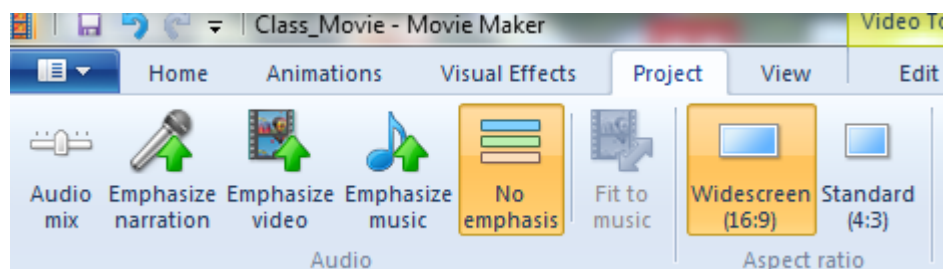 Class_Movie - Movie Maker
Video To
Home Animations Visual Effects Project View Edit
Audio mix
Emphasize narration
Emphasize video
Emphasize music
No emphasis
Fit to music
Widescreen (16:9)
Standard (4:3)
Audio
Aspect ratio